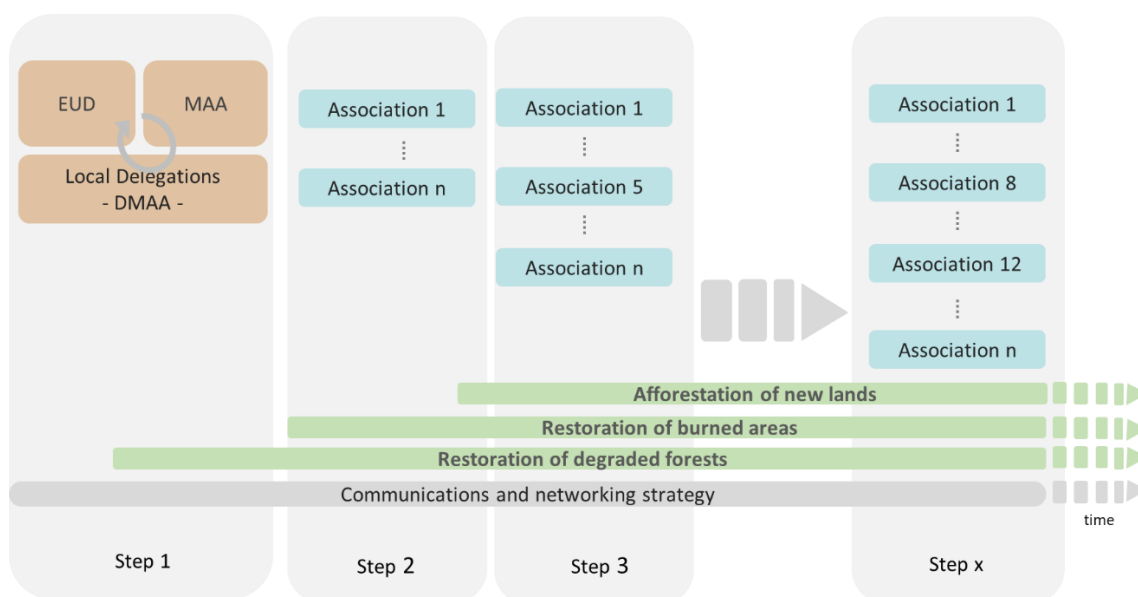 EUD
MAA
Local Delegations
- DMAA -
Association 1
Association n
Association 1
Association 5
Association n
Association 1
Association 8
Association 12
Association n
Afforestation of new lands
Restoration of burned areas
Restoration of degraded forests
Communications and networking strategy
time
Step 1
Step 2
Step 3
Step x